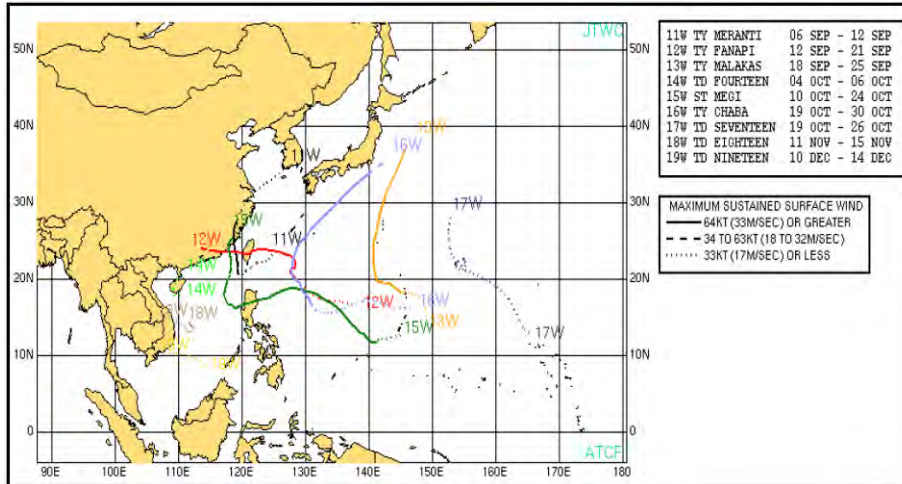 JTWC
50N
50N
40N
40N
30N
30N
20N
20N
10N
10N
0
0
90E
100E
110E
120E
130E
140E
150E
160E
170E
180
ATCF
16W
11W
17W
15W
12W
11W
14W
14W
12W
16W
18W
13W
15W
17W
11W TY MERANTI 06 SEP - 12 SEP
12W TY FANAPI 12 SEP - 21 SEP
13W TY MALAKAS 18 SEP - 25 SEP
14W TD FOURTEEN 04 OCT - 06 OCT
15W ST MEGI 10 OCT - 24 OCT
16W TY CHABA 19 OCT - 30 OCT
17W TD SEVENTEEN 19 OCT - 26 OCT
18W TD EIGHTEEN 11 NOV - 15 NOV
19W TD NINETEEN 10 DEC - 14 DEC
MAXIMUM SUSTAINED SURFACE WIND
64KT (33M/SEC) OR GREATER
34 TO 63KT (18 TO 32M/SEC)
33KT (17M/SEC) OR LESS